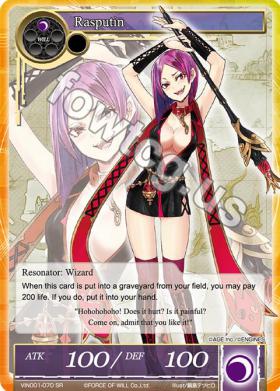 Rasputin
WILL
fowtcg.us
Resonator: Wizard
When this card is put into a graveyard from your field, you may pay
200 life. If you do, put it into your hand.
"Hohohohoho! Does it hurt? Is it painful?
Come on, admit that you like it!"
ATK 100/ DEF 100
©AGE Inc./©ENGINES
VIN001-070 SR ©FORCE OF WILL Co.,Ltd.